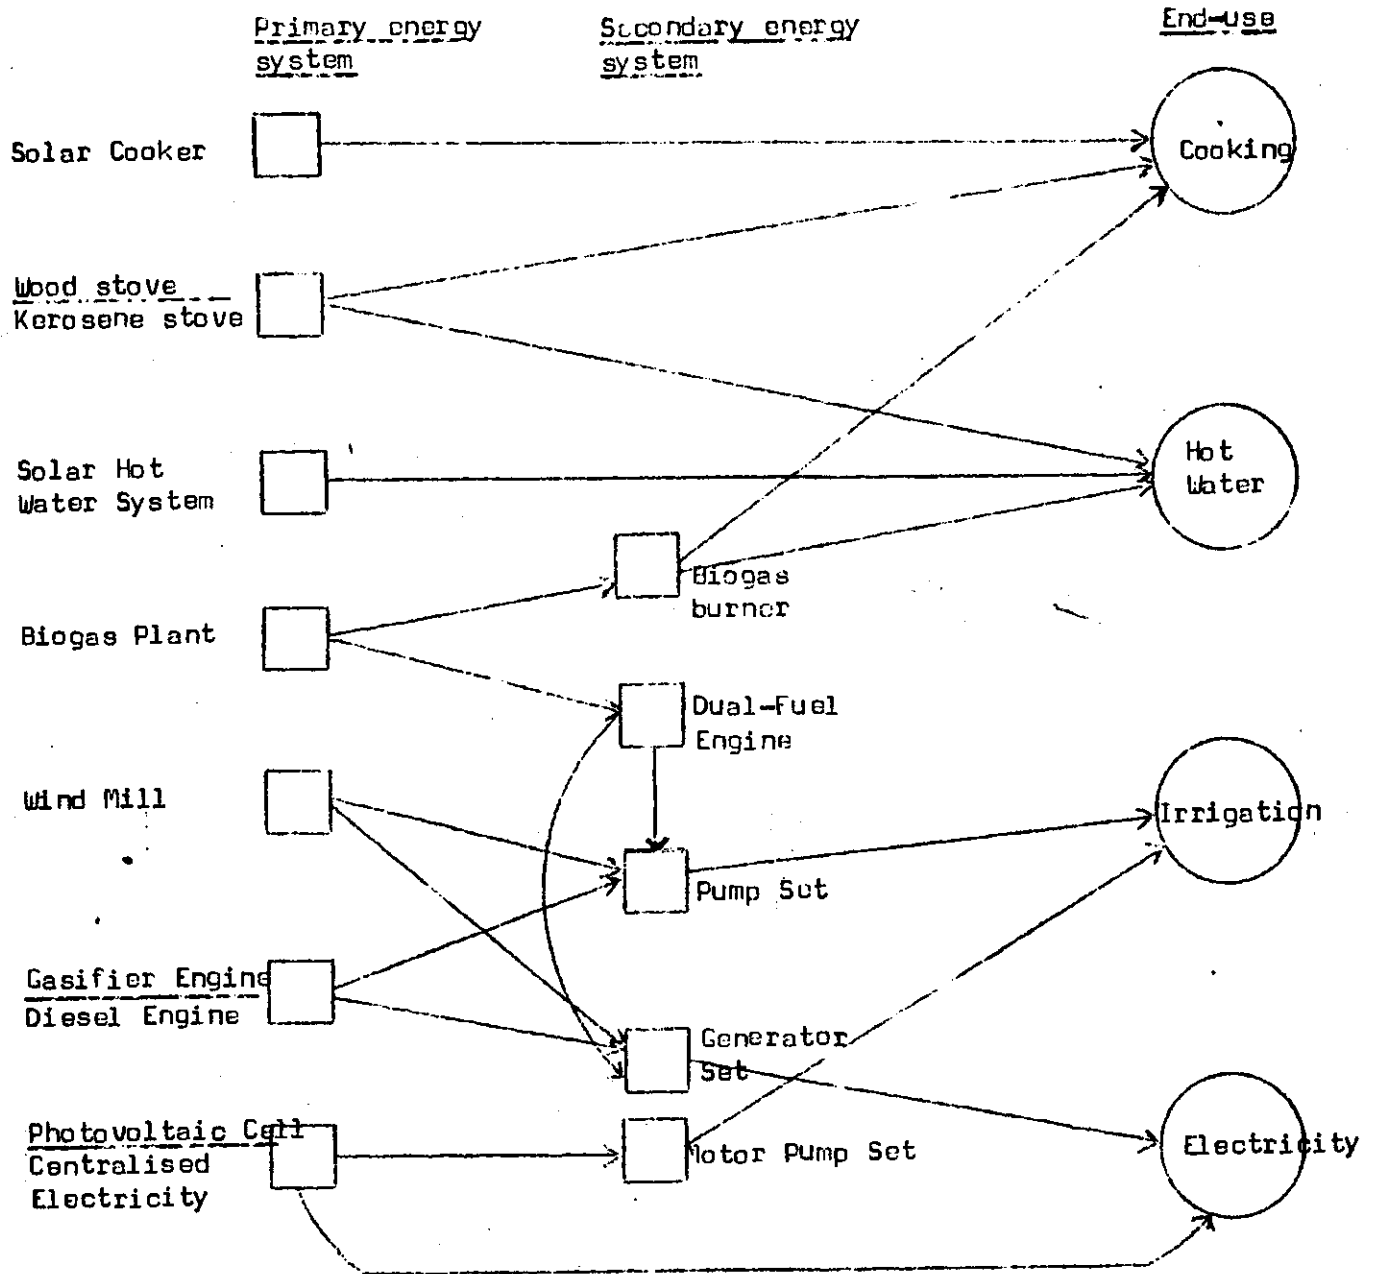 Primary energy
system
Secondary energy
system
End-use
Solar Cooker
Cooking
Wood stove
Kerosene stove
Solar Hot
Water System
Hot
Water
Biogas
burner
Biogas Plant
Dual-Fuel
Engine
Wind Mill
Irrigation
Pump Set
Gasifier Engine
Diesel Engine
Generator
Set
Photovoltaic Cell
Centralised
Electricity
Motor Pump Set
Electricity